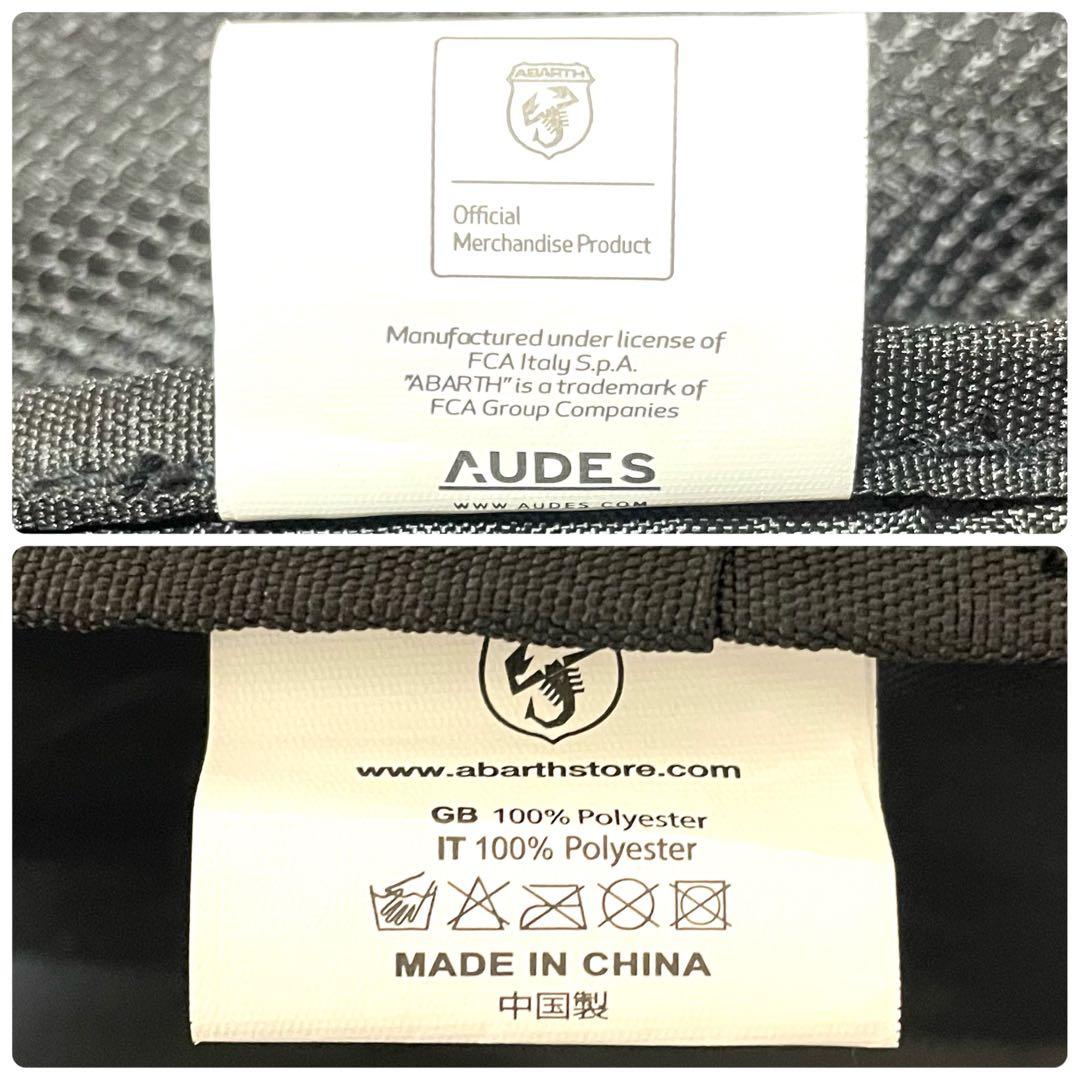 ABARTH
Official
Merchandise Product
Manufactured under license of
FCA Italy S.p.A.
"ABARTH" is a trademark of
FCA Group Companies
AUDES
WWW.AUDES.COM
www.abarthstore.com
GB 100% Polyester
IT 100% Polyester
MADE IN CHINA
中国製